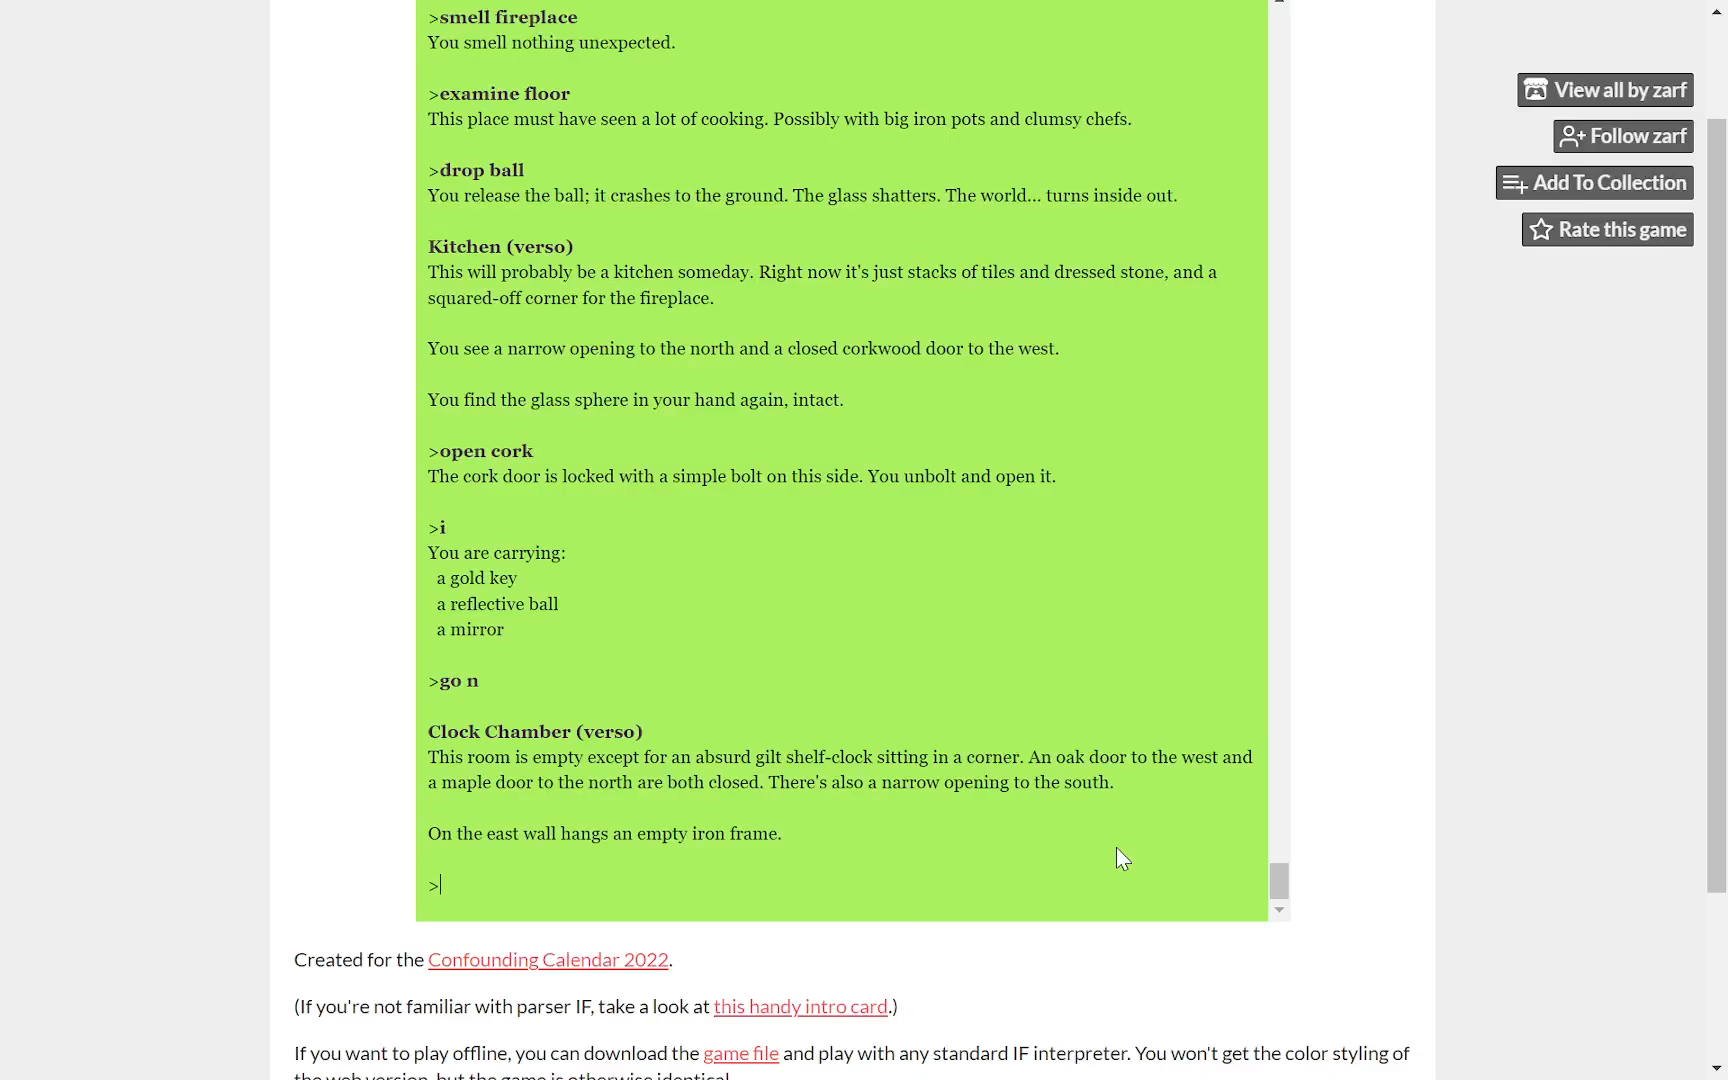 >smell fireplace
You smell nothing unexpected.
>examine floor
This place must have seen a lot of cooking. Possibly with big iron pots and clumsy chefs.
>drop ball
You release the ball; it crashes to the ground. The glass shatters. The world... turns inside out.
Kitchen (verso)
This will probably be a kitchen someday. Right now it's just stacks of tiles and dressed stone, and a
squared-off corner for the fireplace.
You see a narrow opening to the north and a closed corkwood door to the west.
You find the glass sphere in your hand again, intact.
>open cork
The cork door is locked with a simple bolt on this side. You unbolt and open it.
>i
You are carrying:
a gold key
a reflective ball
a mirror
>go n
Clock Chamber (verso)
This room is empty except for an absurd gilt shelf-clock sitting in a corner. An oak door to the west and
a maple door to the north are both closed. There's also a narrow opening to the south.
On the east wall hangs an empty iron frame.
>
Created for the Confounding Calendar 2022.
(If you're not familiar with parser IF, take a look at this handy intro card.)
If you want to play offline, you can download the game file and play with any standard IF interpreter. You won't get the color styling of
the web version, but the game is otherwise identical.
View all by zarf
Follow zarf
Add To Collection
Rate this game